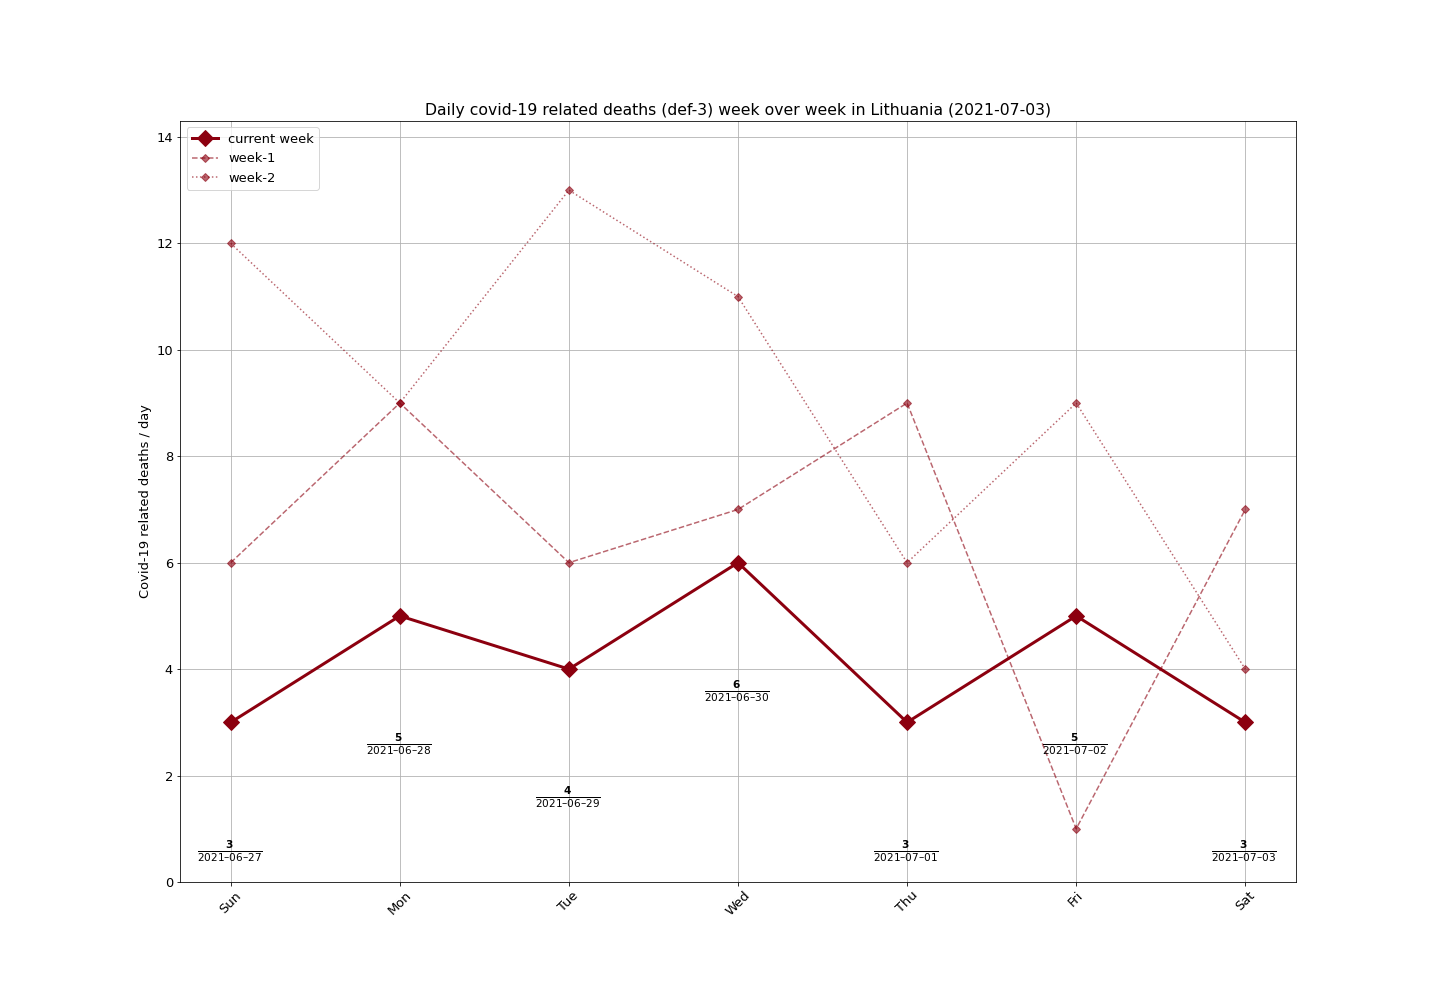 Daily covid-19 related deaths (def-3) week over week in Lithuania (2021-07-03)
current week
week-1
week-2
Covid-19 related deaths / day
14
12
10
8
6
4
2
0
6
2021-06-30
5
2021-06-28
5
2021-07-02
4
2021-06-29
3
2021-06-27
3
2021-07-01
3
2021-07-03
Sun
Mon
Tue
Wed
Thu
Fri
Sat